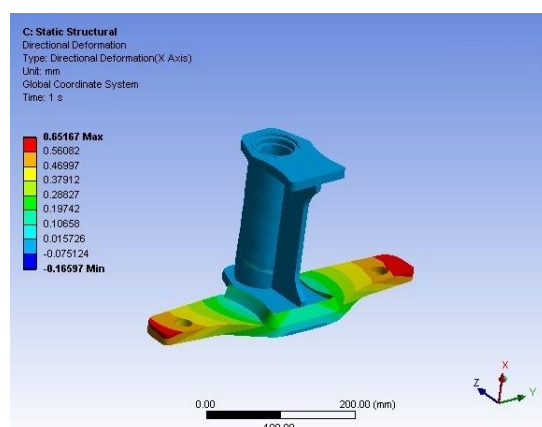 C: Static Structural
Directional Deformation
Type: Directional Deformation(X Axis)
Unit: mm
Global Coordinate System
Time: 1 s
0.65167 Max
0.56082
0.46997
0.37912
0.28827
0.19742
0.10658
0.015726
-0.075124
-0.16597 Min
X
Z
Y
0.00
200.00 (mm)
100.00